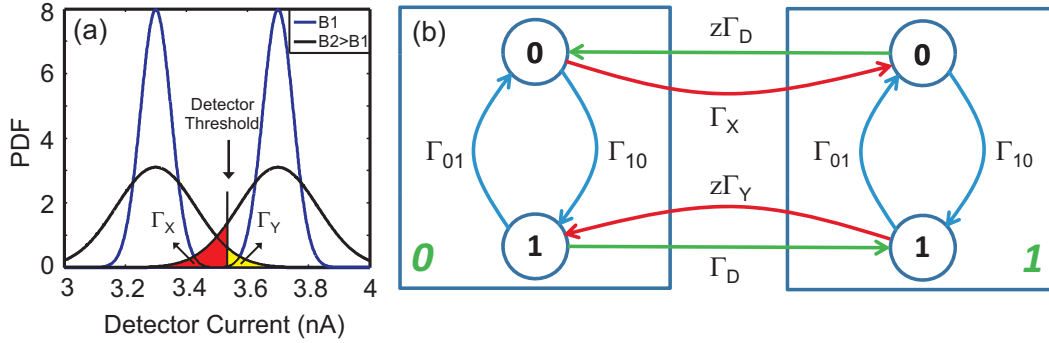 (a)
B1
B2>B1
Detector
Threshold
Γ_X
Γ_Y
PDF
8
6
4
2
0
3
3.2
3.4
3.6
3.8
4
Detector Current (nA)
(b)
zΓ_D
0
0
Γ_X
Γ_01
Γ_10
Γ_01
Γ_10
zΓ_Y
1
1
0
Γ_D
1